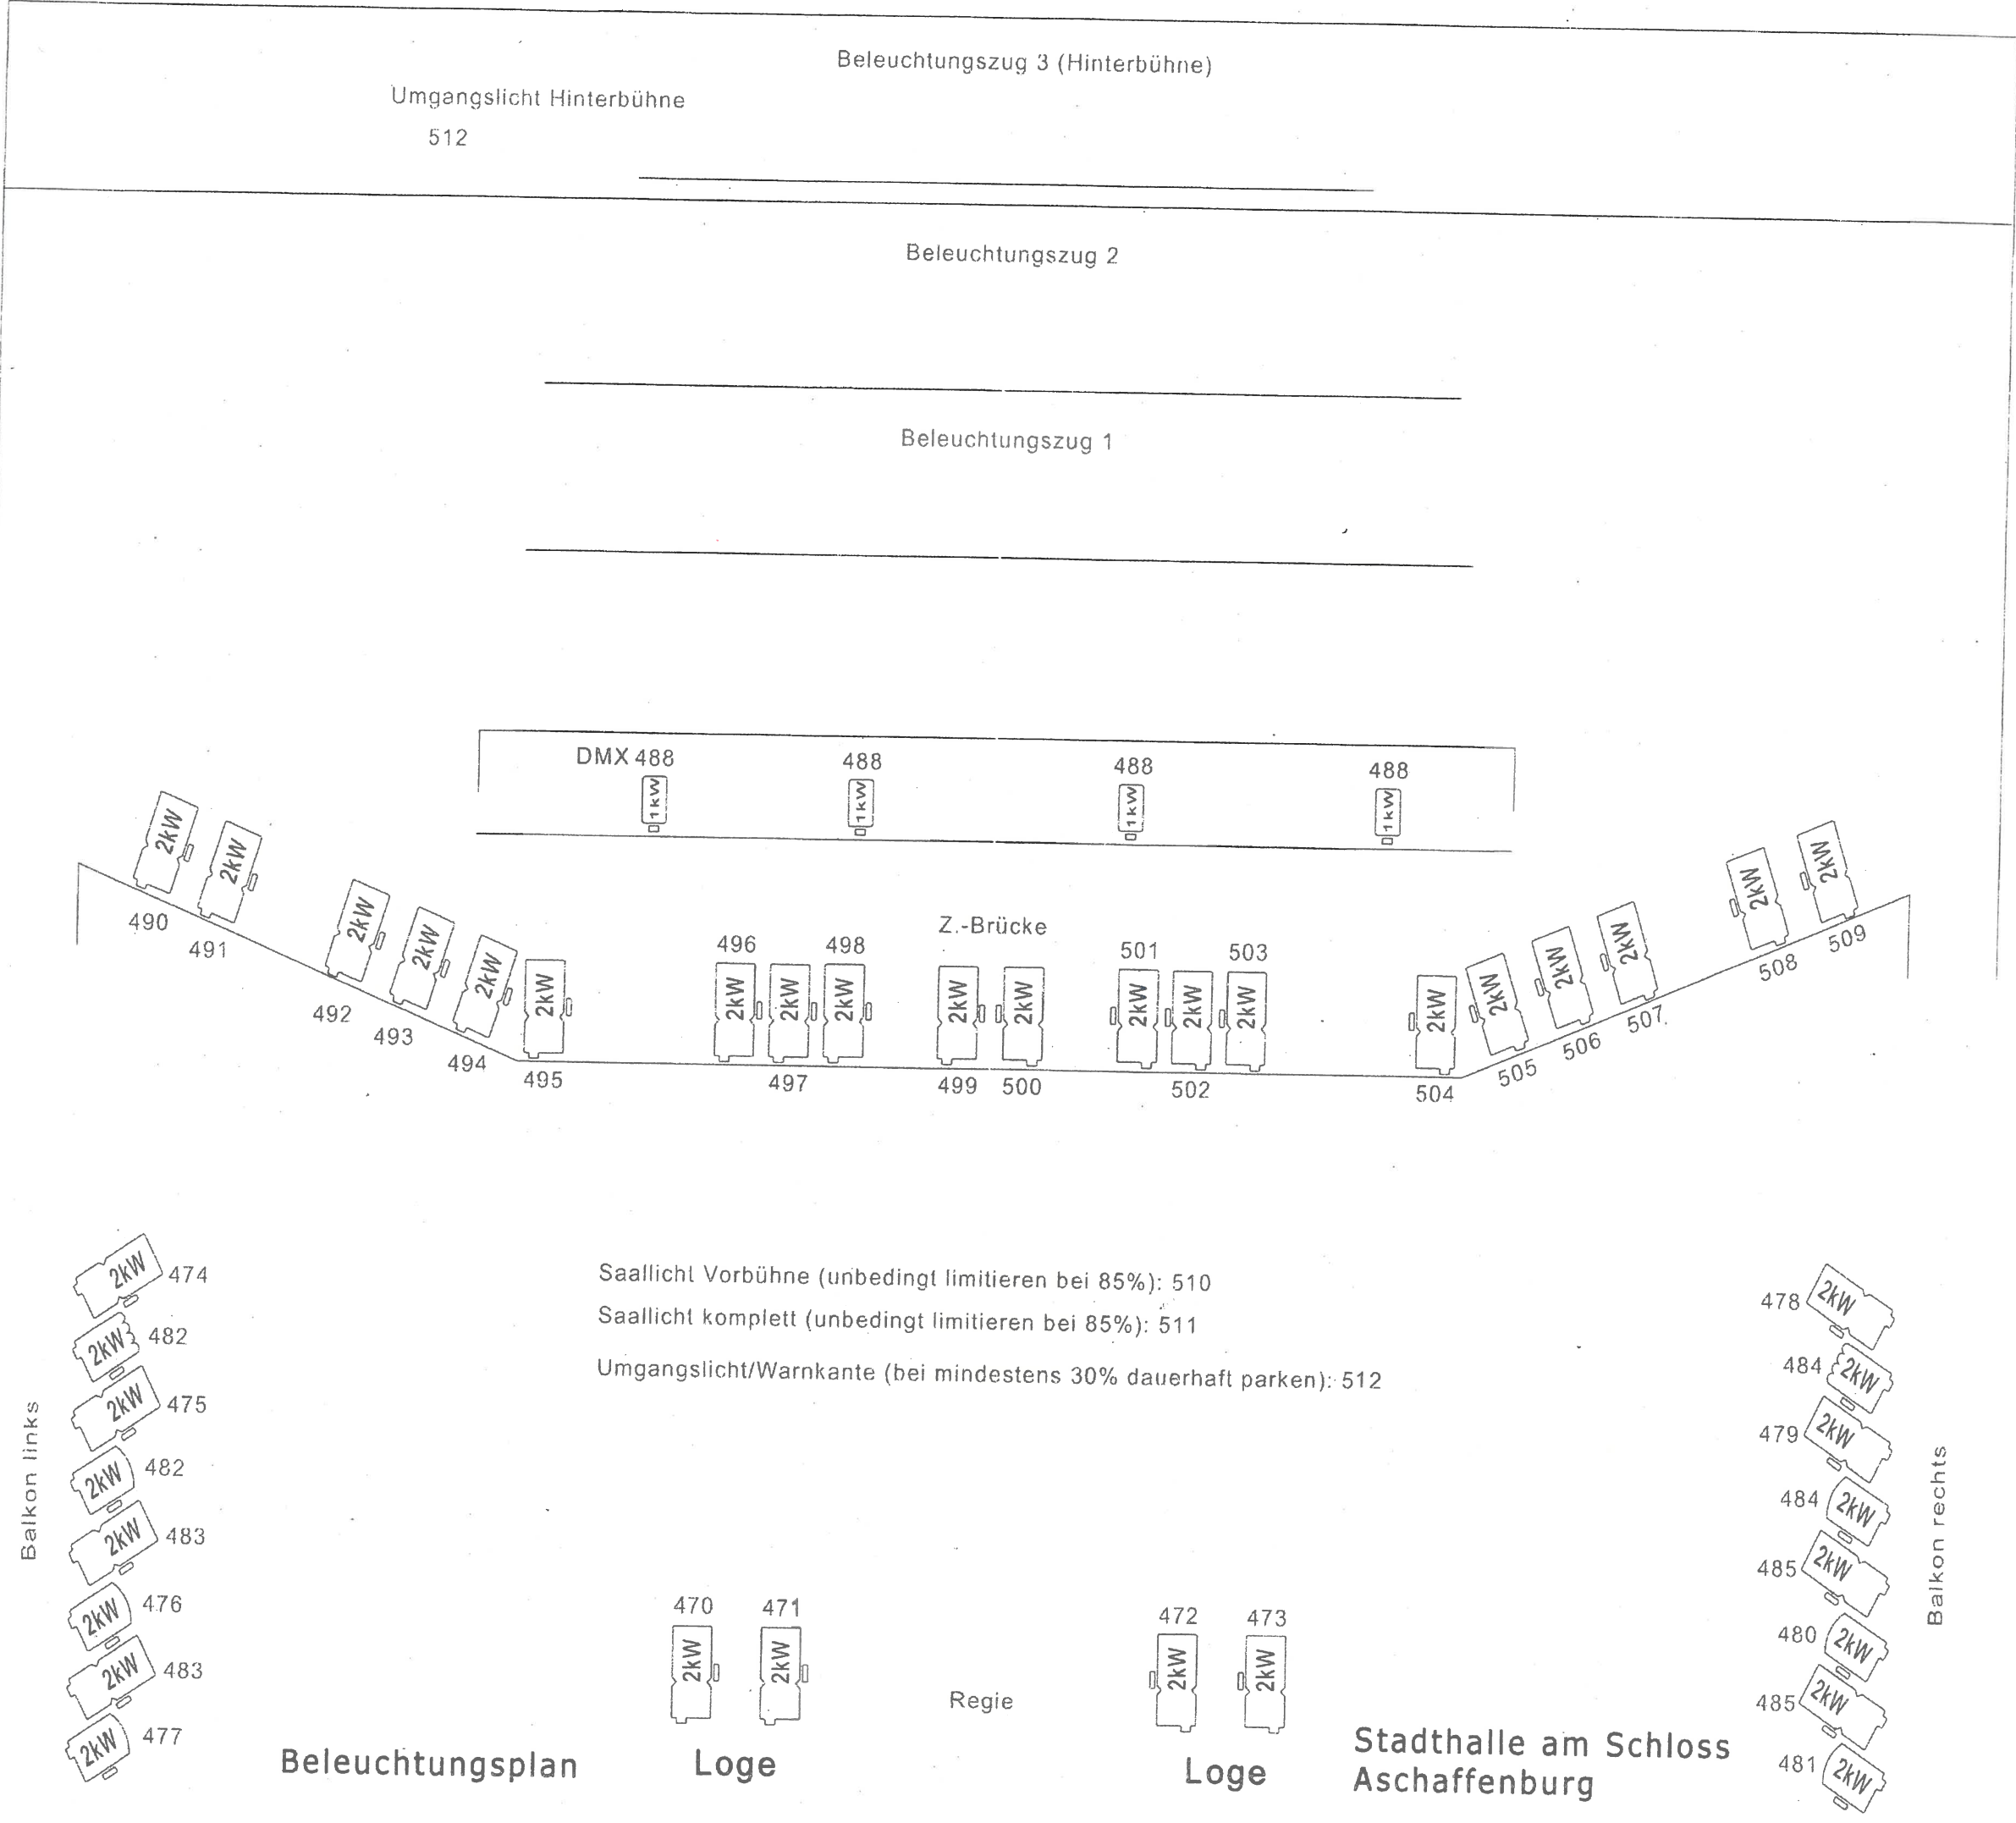 Beleuchtungszug 3 (Hinterbühne)
Umgangslicht Hinterbühne
512
Beleuchtungszug 2
Beleuchtungszug 1
DMX 488
488
488
488
1kW
1kW
1kW
1kW
2kW
2kW
2kW
2kW
2kW
2kW
490
491
492
493
494
495
Z.-Brücke
496
498
501
503
2kW
2kW
2kW
2kW
2kW
2kW
2kW
2kW
497
499
500
502
2kW
2kW
2kW
2kW
2kW
2kW
504
505
506
507
508
509
Balkon links
2kW 474
2kW 482
2kW 475
2kW 482
2kW 483
2kW 476
2kW 483
2kW 477
Saallicht Vorbühne (unbedingt limitieren bei 85%): 510
Saallicht komplett (unbedingt limitieren bei 85%): 511
Umgangslicht/Warnkante (bei mindestens 30% dauerhaft parken): 512
478 2kW
484 2kW
479 2kW
484 2kW
485 2kW
480 2kW
485 2kW
481 2kW
Balkon rechts
470
471
2kW
2kW
Regie
472
473
2kW
2kW
Beleuchtungsplan
Loge
Loge
Stadthalle am Schloss
Aschaffenburg